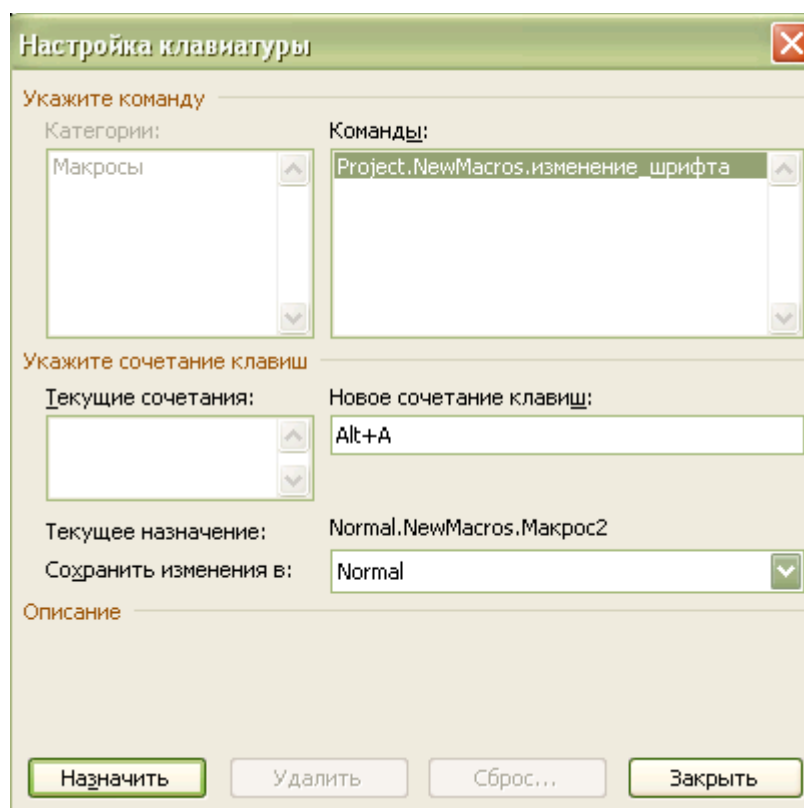 Настройка клавиатуры
Укажите команду
Категории:
Команды:
Макросы
Project.NewMacros.изменение_шрифта
Укажите сочетание клавиш
Текущие сочетания:
Новое сочетание клавиш:
Alt+A
Текущее назначение:
Normal.NewMacros.Макрос2
Сохранить изменения в:
Normal
Описание
Назначить
Удалить
Сброс...
Закрыть